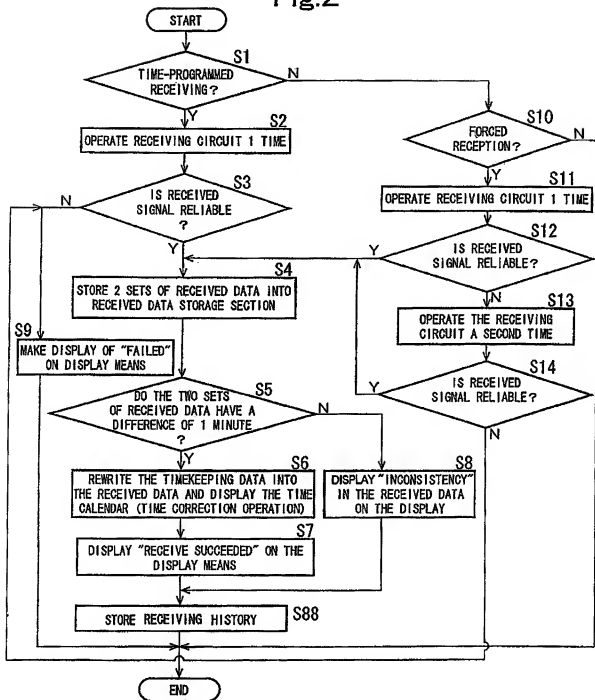 Fig.2
START
S1
TIME-PROGRAMMED
RECEIVING?
N
Y
S2
OPERATE RECEIVING CIRCUIT 1 TIME
S3
N
IS RECEIVED
SIGNAL RELIABLE
?
Y
S4
STORE 2 SETS OF RECEIVED DATA INTO
RECEIVED DATA STORAGE SECTION
S9
MAKE DISPLAY OF "FAILED"
ON DISPLAY MEANS
S5
DO THE TWO SETS
OF RECEIVED DATA HAVE A
DIFFERENCE OF 1 MINUTE
?
N
Y
S6
REWRITE THE TIMEKEEPING DATA INTO
THE RECEIVED DATA AND DISPLAY THE TIME
CALENDAR (TIME CORRECTION OPERATION)
S8
DISPLAY "INCONSISTENCY"
IN THE RECEIVED DATA
ON THE DISPLAY
S7
DISPLAY "RECEIVE SUCCEEDED" ON THE
DISPLAY MEANS
S88
STORE RECEIVING HISTORY
END
S10
FORCED
RECEPTION?
N
Y
S11
OPERATE RECEIVING CIRCUIT 1 TIME
S12
Y
IS RECEIVED
SIGNAL RELIABLE?
N
S13
OPERATE THE RECEIVING
CIRCUIT A SECOND TIME
S14
Y
IS RECEIVED
SIGNAL RELIABLE?
N